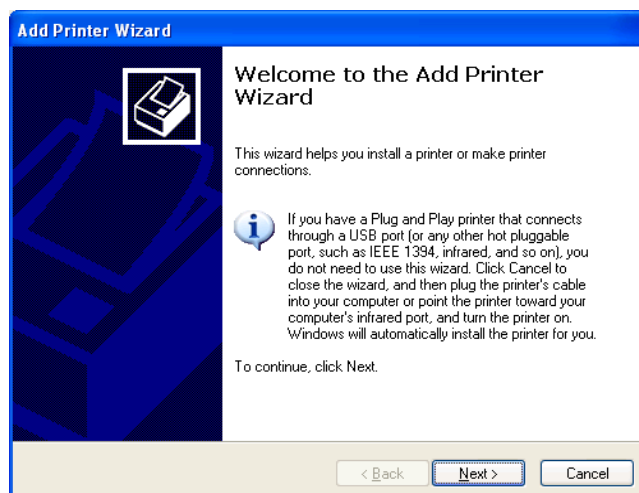 Add Printer Wizard
Welcome to the Add Printer
Wizard
This wizard helps you install a printer or make printer
connections.
If you have a Plug and Play printer that connects
through a USB port (or any other hot pluggable
port, such as IEEE 1394, infrared, and so on), you
do not need to use this wizard. Click Cancel to
close the wizard, and then plug the printer's cable
into your computer or point the printer toward your
computer's infrared port, and turn the printer on.
Windows will automatically install the printer for you.
To continue, click Next.
< Back Next > Cancel